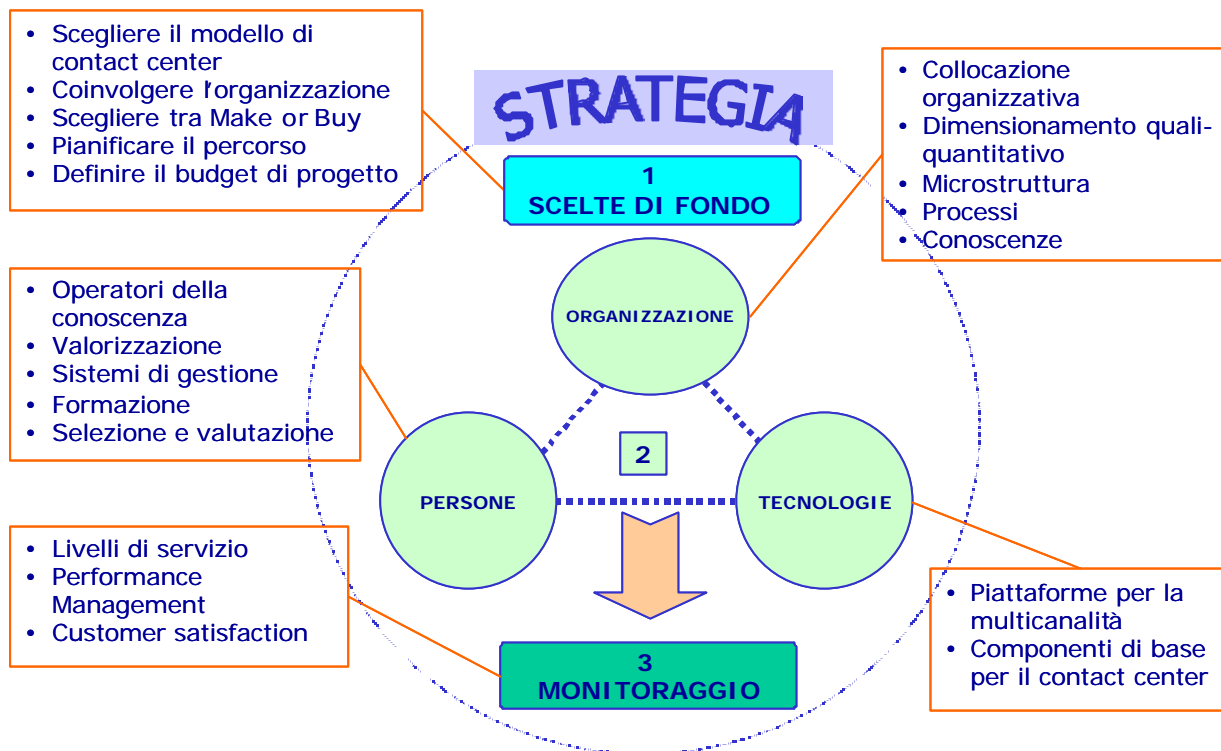 • Scegliere il modello di
contact center
• Coinvolgere l'organizzazione
• Scegliere tra Make or Buy
• Pianificare il percorso
• Definire il budget di progetto
STRATEGIA
1
SCELTE DI FONDO
• Collocazione
organizzativa
• Dimensionamento quali-
quantitativo
• Microstruttura
• Processi
• Conoscenze
ORGANIZZAZIONE
• Operatori della
conoscenza
• Valorizzazione
• Sistemi di gestione
• Formazione
• Selezione e valutazione
2
PERSONE
TECNOLOGIE
• Livelli di servizio
• Performance
Management
• Customer satisfaction
3
MONITORAGGIO
• Piattaforme per la
multicanalità
• Componenti di base
per il contact center